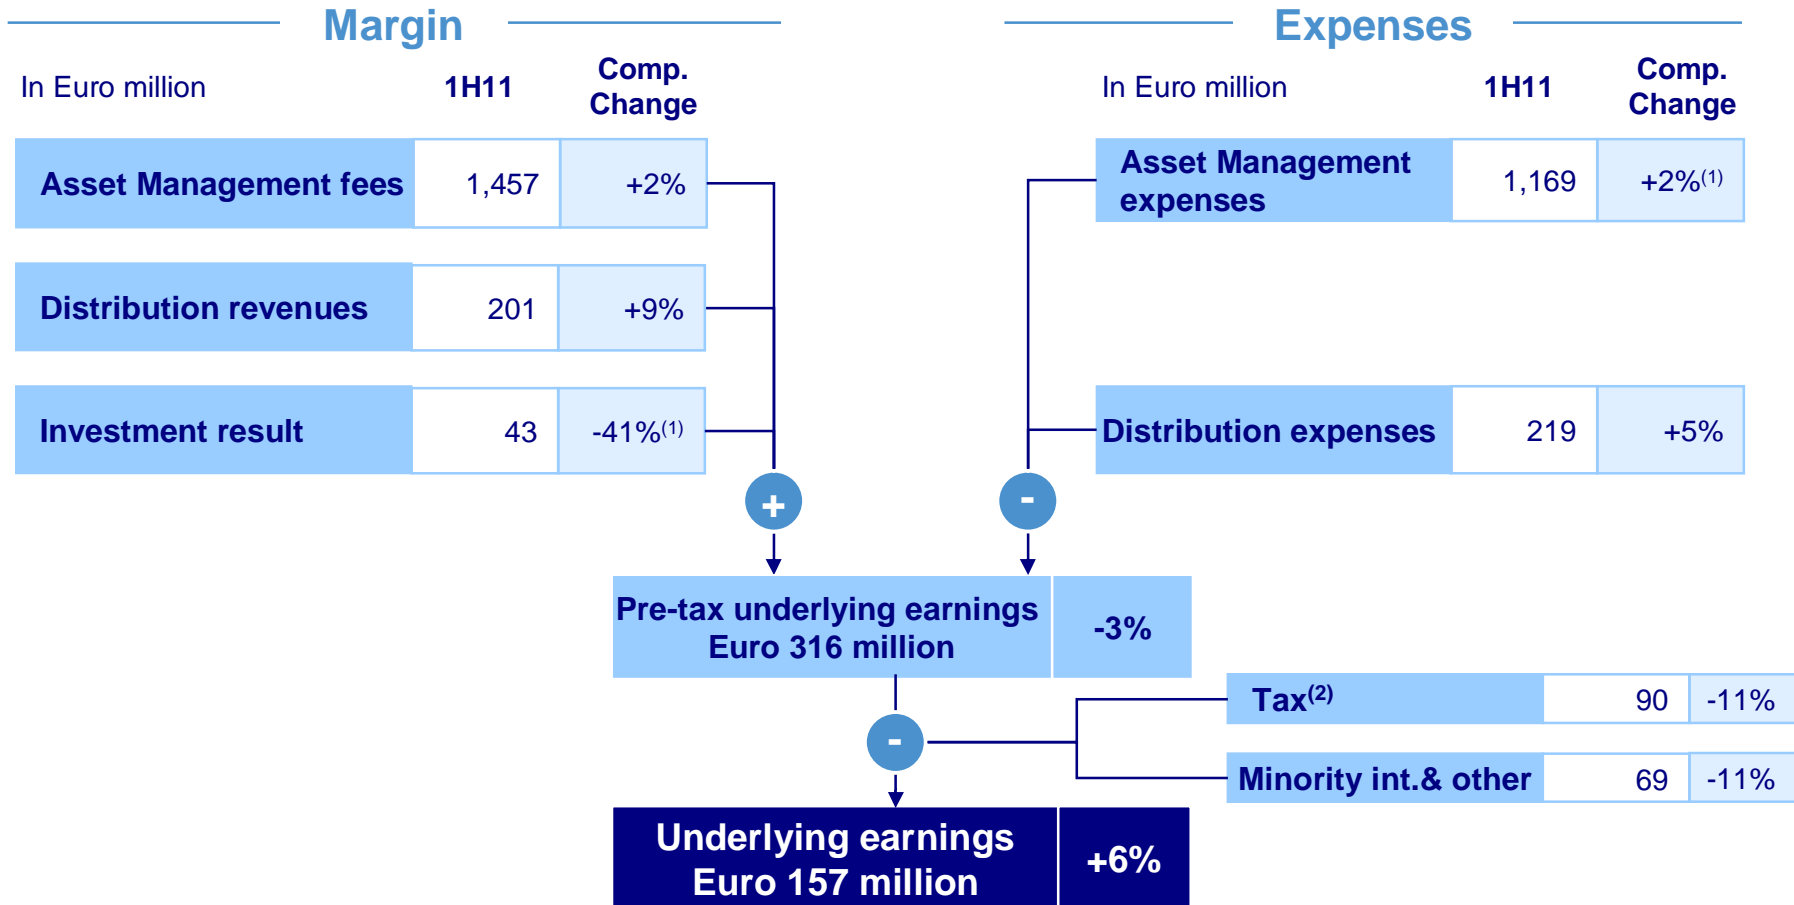 Margin
In Euro million 1H11 Comp. Change
Asset Management fees 1,457 +2%
Distribution revenues 201 +9%
Investment result 43 -41%(1)
+
Expenses
In Euro million 1H11 Comp. Change
Asset Management expenses 1,169 +2%(1)
Distribution expenses 219 +5%
-
Pre-tax underlying earnings
Euro 316 million
-3%
-
Tax(2) 90 -11%
Minority int.& other 69 -11%
Underlying earnings
Euro 157 million
+6%